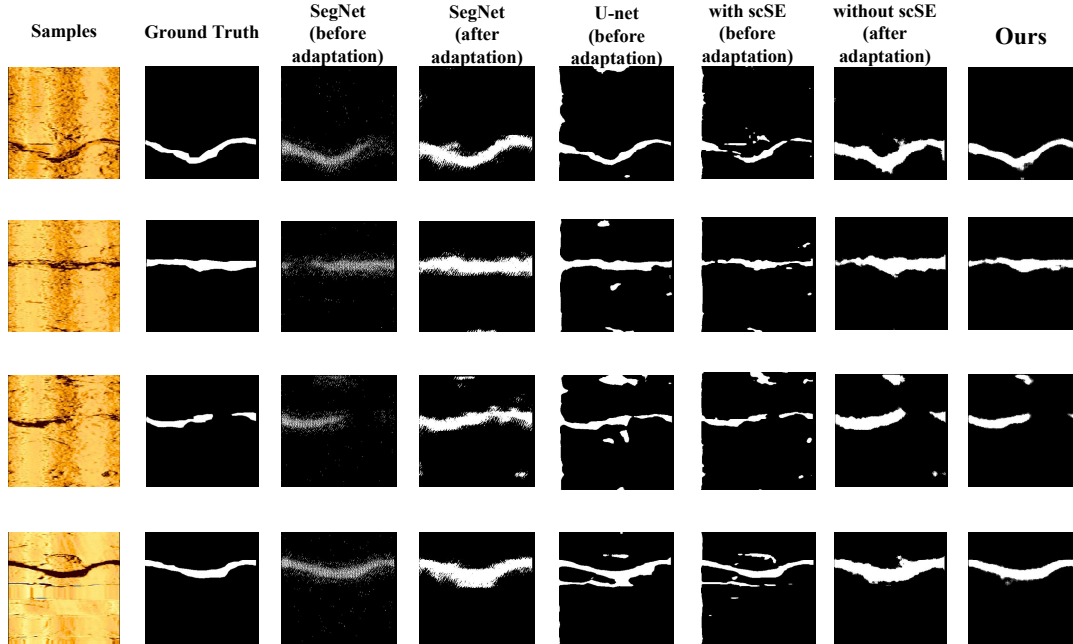 Samples
Ground Truth
SegNet
(before
adaptation)
SegNet
(after
adaptation)
U-net
(before
adaptation)
with scSE
(before
adaptation)
without scSE
(after
adaptation)
Ours